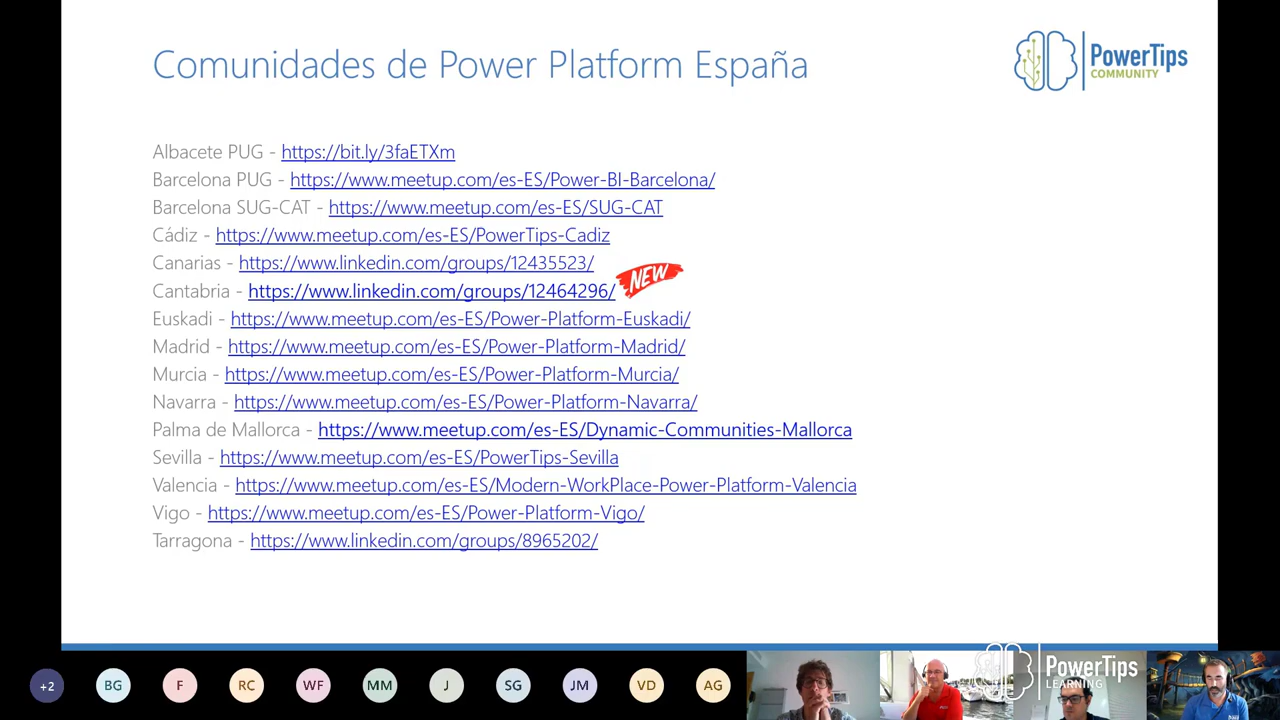 Comunidades de Power Platform España
PowerTips
COMMUNITY
Albacete PUG - https://bit.ly/3faETXm
Barcelona PUG - https://www.meetup.com/es-ES/Power-BI-Barcelona/
Barcelona SUG-CAT - https://www.meetup.com/es-ES/SUG-CAT
Cádiz - https://www.meetup.com/es-ES/PowerTips-Cadiz
Canarias - https://www.linkedin.com/groups/12435523/
Cantabria - https://www.linkedin.com/groups/12464296/
NEW
Euskadi - https://www.meetup.com/es-ES/Power-Platform-Euskadi/
Madrid - https://www.meetup.com/es-ES/Power-Platform-Madrid/
Murcia - https://www.meetup.com/es-ES/Power-Platform-Murcia/
Navarra - https://www.meetup.com/es-ES/Power-Platform-Navarra/
Palma de Mallorca - https://www.meetup.com/es-ES/Dynamic-Communities-Mallorca
Sevilla - https://www.meetup.com/es-ES/PowerTips-Sevilla
Valencia - https://www.meetup.com/es-ES/Modern-WorkPlace-Power-Platform-Valencia
Vigo - https://www.meetup.com/es-ES/Power-Platform-Vigo/
Tarragona - https://www.linkedin.com/groups/8965202/
+2 BG F RC WF MM J SG JM VD AG
PowerTips
LEARNING